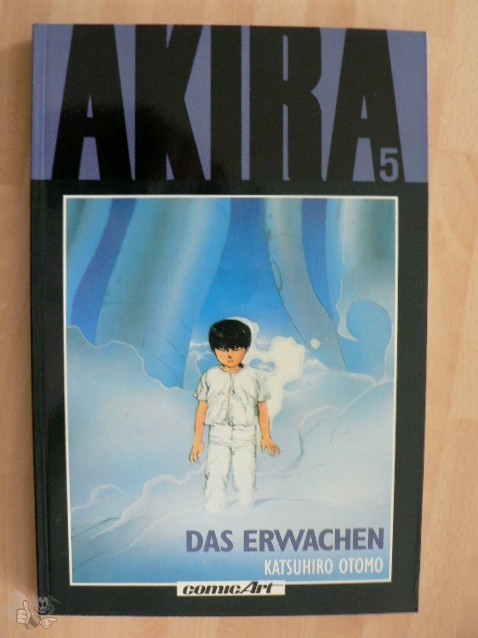 AKIRA
5
DAS ERWACHEN
KATSUHIRO OTOMO
comicArt